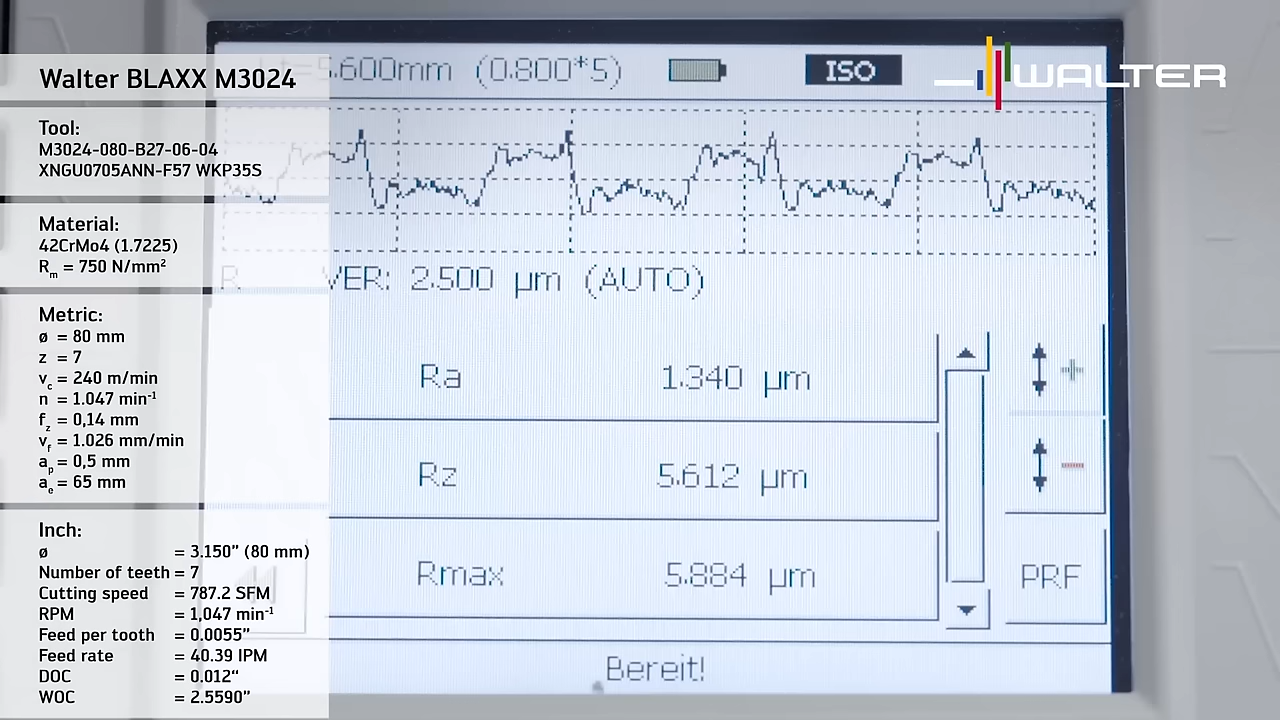 Walter BLAXX M3024
Tool:
M3024-080-B27-06-04
XNGU0705ANN-F57 WKP35S
Material:
42CrMo4 (1.7225)
Rm = 750 N/mm²
Metric:
ø = 80 mm
z = 7
vc = 240 m/min
n = 1.047 min-1
fz = 0,14 mm
vf = 1.026 mm/min
ap = 0,5 mm
ae = 65 mm
Inch:
ø = 3.150” (80 mm)
Number of teeth = 7
Cutting speed = 787.2 SFM
RPM = 1,047 min-1
Feed per tooth = 0.0055”
Feed rate = 40.39 IPM
DOC = 0.012“
WOC = 2.5590”
5.600mm (0.800*5)
ISO
WALTER
VER: 2.500 µm (AUTO)
Ra 1.340 µm
Rz 5.612 µm
Rmax 5.884 µm
PRF
Bereit!